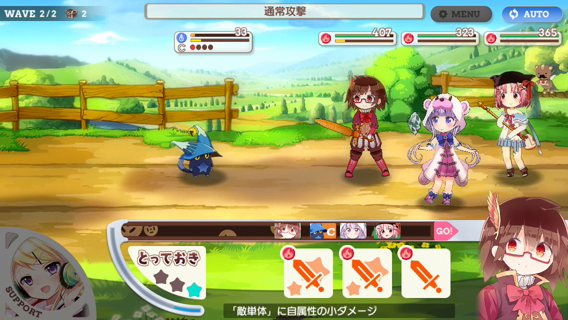 WAVE 2/2 2
通常攻撃
MENU
AUTO
33
C
407
323
365
C
GO!
とっておき
SUPPORT
「敵単体」に自属性の小ダメージ